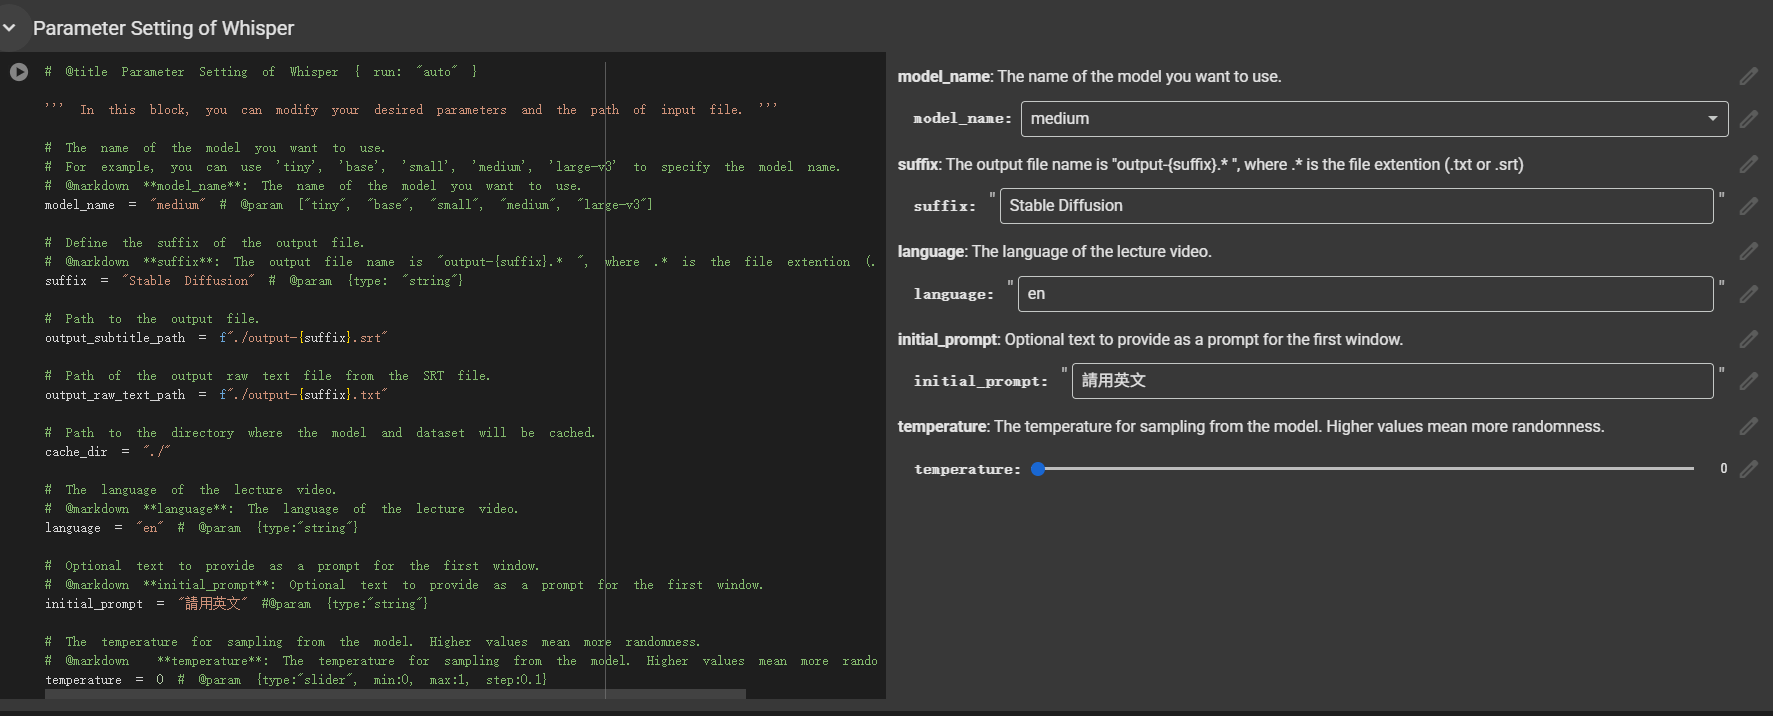 Parameter Setting of Whisper
# @title Parameter Setting of Whisper { run: "auto" }
''' In this block, you can modify your desired parameters and the path of input file. '''
# The name of the model you want to use.
# For example, you can use 'tiny', 'base', 'small', 'medium', 'large-v3' to specify the model name.
# @markdown **model_name**: The name of the model you want to use.
model_name = "medium" # @param ["tiny", "base", "small", "medium", "large-v3"]
# Define the suffix of the output file.
# @markdown **suffix**: The output file name is "output-{suffix}.* ", where .* is the file extention (.
suffix = "Stable Diffusion" # @param {type: "string"}
# Path to the output file.
output_subtitle_path = f"./output-{suffix}.srt"
# Path of the output raw text file from the SRT file.
output_raw_text_path = f"./output-{suffix}.txt"
# Path to the directory where the model and dataset will be cached.
cache_dir = "./"
# The language of the lecture video.
# @markdown **language**: The language of the lecture video.
language = "en" # @param {type:"string"}
# Optional text to provide as a prompt for the first window.
# @markdown **initial_prompt**: Optional text to provide as a prompt for the first window.
initial_prompt = "請用英文" #@param {type:"string"}
# The temperature for sampling from the model. Higher values mean more randomness.
# @markdown **temperature**: The temperature for sampling from the model. Higher values mean more rando
temperature = 0 # @param {type:"slider", min:0, max:1, step:0.1}
model_name: The name of the model you want to use.
model_name: medium
suffix: The output file name is "output-{suffix}.* ", where .* is the file extention (.txt or .srt)
suffix: " Stable Diffusion "
language: The language of the lecture video.
language: " en "
initial_prompt: Optional text to provide as a prompt for the first window.
initial_prompt: " 請用英文 "
temperature: The temperature for sampling from the model. Higher values mean more randomness.
temperature: 0